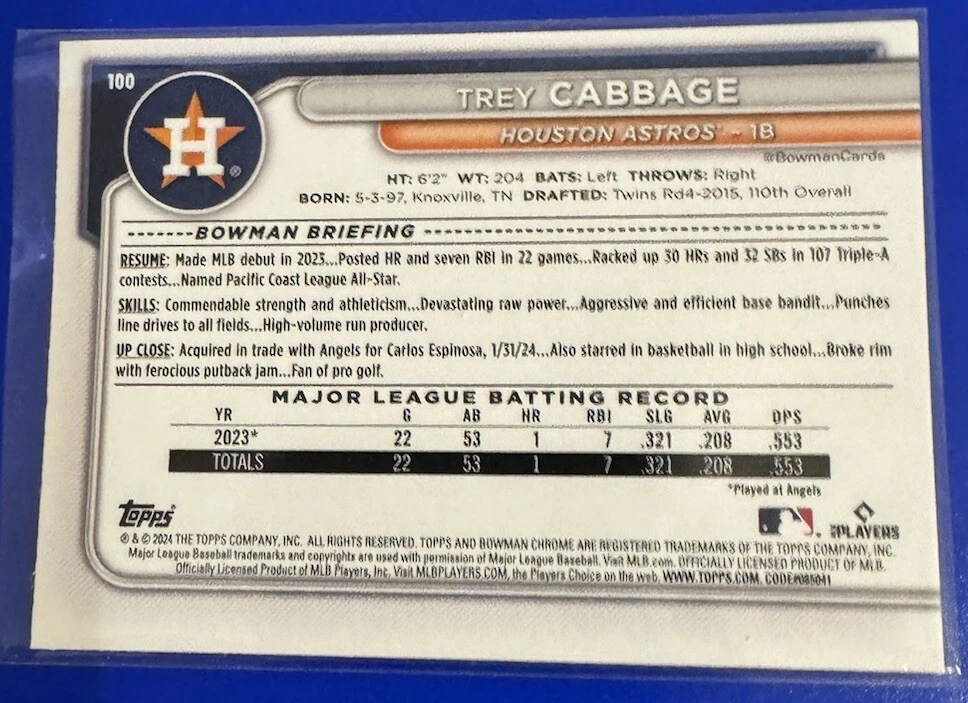 100
H
®
TREY CABBAGE
HOUSTON ASTROS® - 1B
@BowmanCards
HT: 6'2" WT: 204 BATS: Left THROWS: Right
BORN: 5-3-97, Knoxville, TN DRAFTED: Twins Rd4-2015, 110th Overall
BOWMAN BRIEFING
RESUME: Made MLB debut in 2023...Posted HR and seven RBI in 22 games...Racked up 30 HRs and 32 SBs in 107 Triple-A
contests...Named Pacific Coast League All-Star.
SKILLS: Commendable strength and athleticism...Devastating raw power...Aggressive and efficient base bandit...Punches
line drives to all fields...High-volume run producer.
UP CLOSE: Acquired in trade with Angels for Carlos Espinosa, 1/31/24...Also starred in basketball in high school...Broke rim
with ferocious putback jam...Fan of pro golf.
MAJOR LEAGUE BATTING RECORD
YR G AB HR RBI SLG AVG OPS
2023* 22 53 1 7 .321 .208 .553
TOTALS 22 53 1 7 .321 .208 .553
*Played at Angels
Topps®
PLAYERS
® & © 2024 THE TOPPS COMPANY, INC. ALL RIGHTS RESERVED. TOPPS AND BOWMAN CHROME ARE REGISTERED TRADEMARKS OF THE TOPPS COMPANY, INC.
Major League Baseball trademarks and copyrights are used with permission of Major League Baseball. Visit MLB.com. OFFICIALLY LICENSED PRODUCT OF MLB
Officially Licensed Product of MLB Players, Inc. Visit MLBPLAYERS.COM, the Players Choice on the web. WWW.TOPPS.COM.